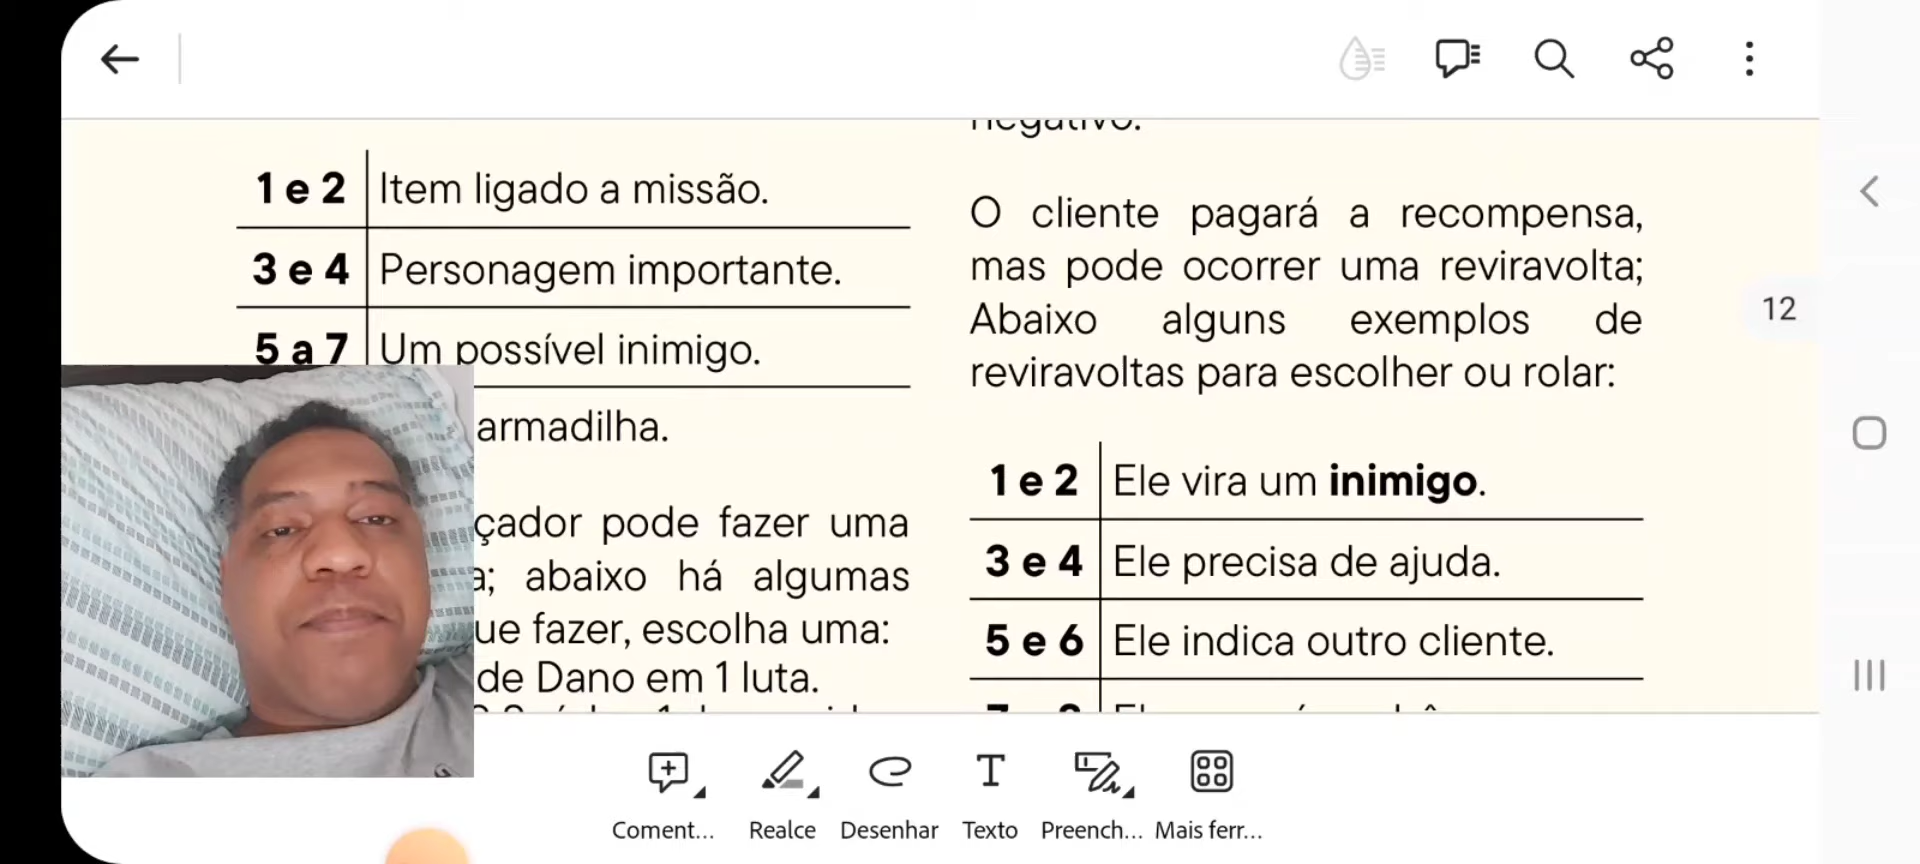 1 e 2 Item ligado a missão.
3 e 4 Personagem importante.
5 a 7 Um possível inimigo.
armadilha.
çador pode fazer uma
a; abaixo há algumas
ue fazer, escolha uma:
de Dano em 1 luta.
negativo.
O cliente pagará a recompensa,
mas pode ocorrer uma reviravolta;
Abaixo alguns exemplos de
reviravoltas para escolher ou rolar:
1 e 2 Ele vira um inimigo.
3 e 4 Ele precisa de ajuda.
5 e 6 Ele indica outro cliente.
12
Coment... Realce Desenhar Texto Preench... Mais ferr...